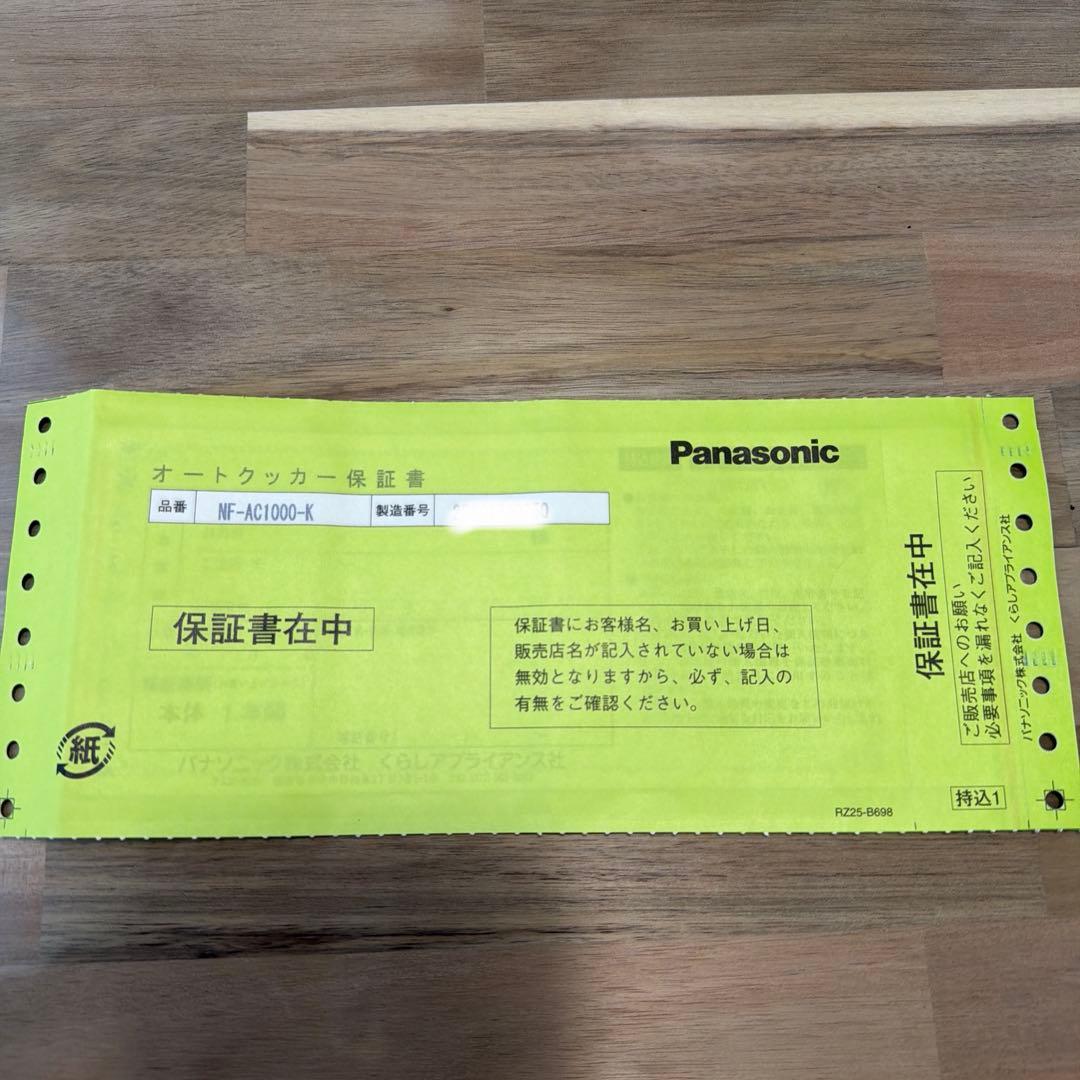 Panasonic
オートクッカー保証書
品番 NF-AC1000-K 製造番号
保証書在中
保証書にお客様名、お買い上げ日、
販売店名が記入されていない場合は
無効となりますから、必ず、記入の
有無をご確認ください。
紙
パナソニック株式会社 くらしアプライアンス社
本体
RZ25-B698
保証書在中
ご販売店へのお願い
必要事項を漏れなくご記入ください
パナソニック株式会社 くらしアプライアンス社
持込1